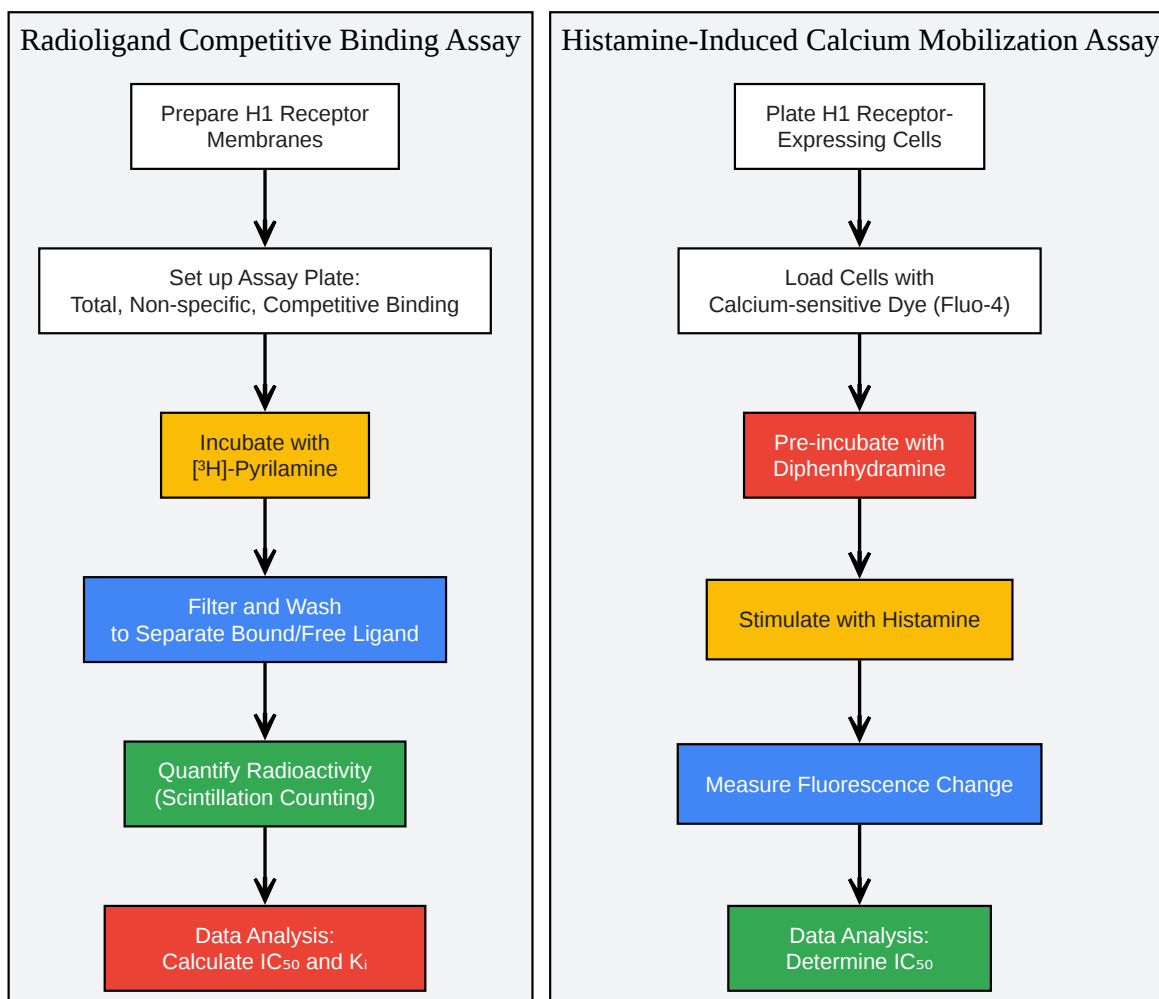 Radioligand Competitive Binding Assay
Prepare H1 Receptor
Membranes
Set up Assay Plate:
Total, Non-specific, Competitive Binding
Incubate with
[³H]-Pyrilamine
Filter and Wash
to Separate Bound/Free Ligand
Quantify Radioactivity
(Scintillation Counting)
Data Analysis:
Calculate IC₅₀ and Kᵢ
Histamine-Induced Calcium Mobilization Assay
Plate H1 Receptor-
Expressing Cells
Load Cells with
Calcium-sensitive Dye (Fluo-4)
Pre-incubate with
Diphenhydramine
Stimulate with Histamine
Measure Fluorescence Change
Data Analysis:
Determine IC₅₀